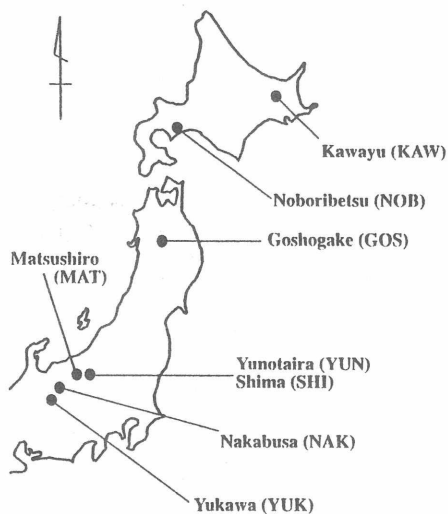 Kawayu (KAW)
Noboribetsu (NOB)
Goshogake (GOS)
Matsushiro
(MAT)
Yunotaira (YUN)
Shima (SHI)
Nakabusa (NAK)
Yukawa (YUK)